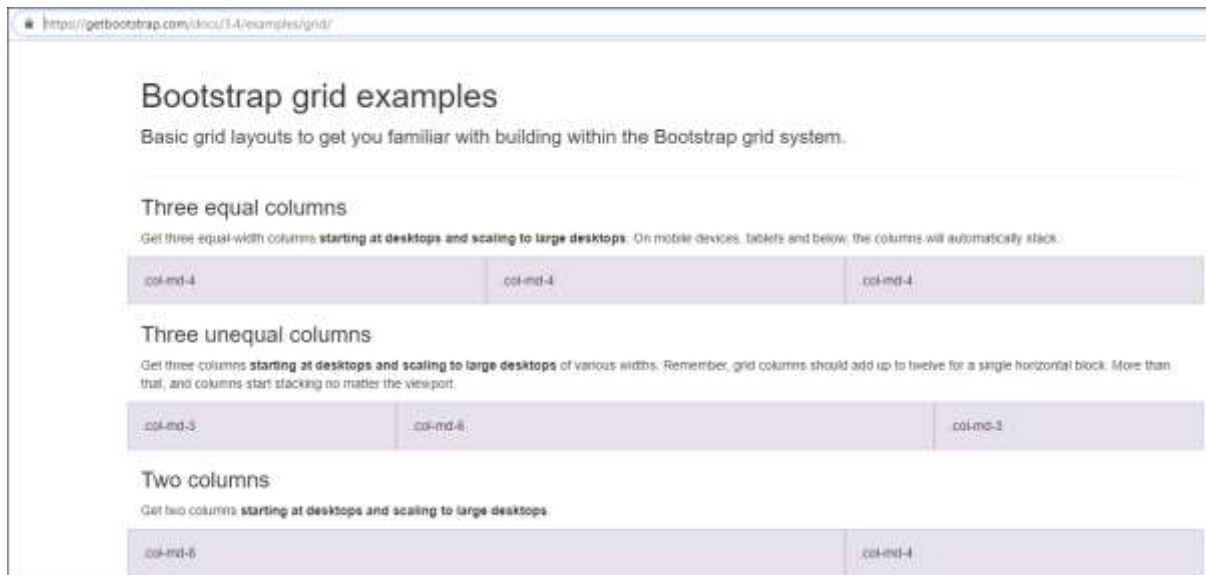 https://getbootstrap.com/docs/3.4/examples/grid/
Bootstrap grid examples
Basic grid layouts to get you familiar with building within the Bootstrap grid system.
Three equal columns
Get three equal-width columns starting at desktops and scaling to large desktops. On mobile devices, tablets and below, the columns will automatically stack.
.col-md-4 .col-md-4 .col-md-4
Three unequal columns
Get three columns starting at desktops and scaling to large desktops of various widths. Remember, grid columns should add up to twelve for a single horizontal block. More than
that, and columns start stacking no matter the viewport.
.col-md-3 .col-md-6 .col-md-3
Two columns
Get two columns starting at desktops and scaling to large desktops.
.col-md-8 .col-md-4